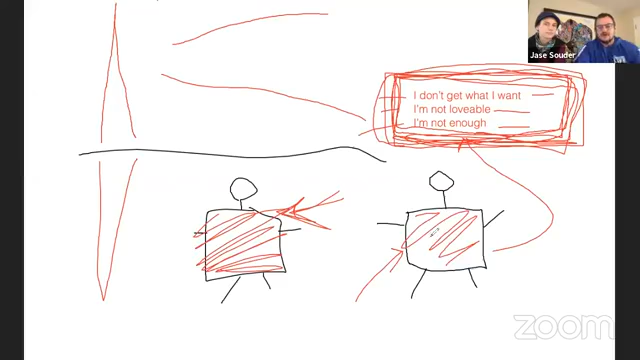 Jase Souder
I don't get what I want
I'm not loveable
I'm not enough
zoom